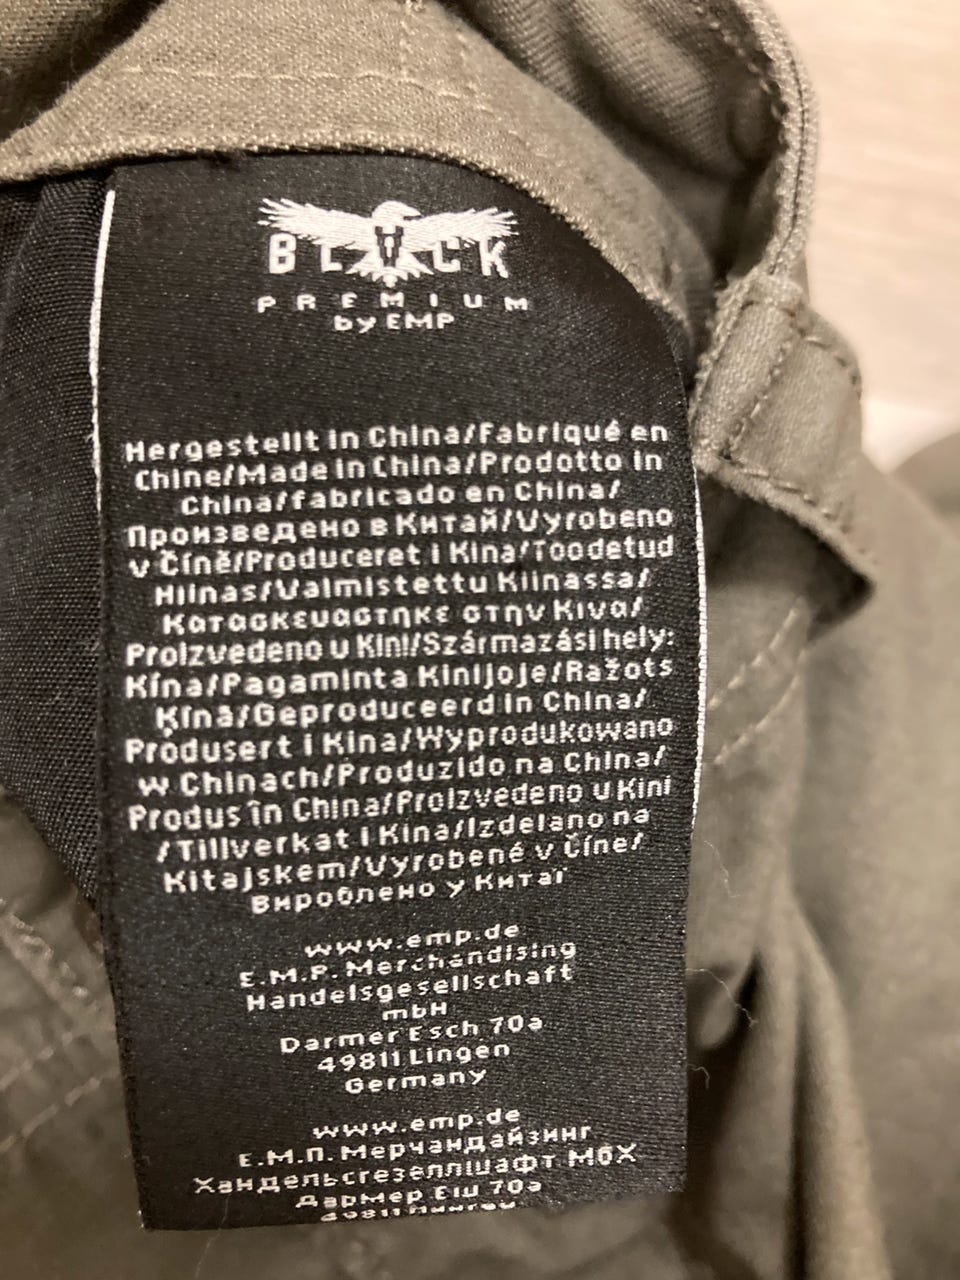 BLACK
PREMIUM
by EMP
Hergestellt in China/Fabriqué en
Chine/Made in China/Prodotto in
China/fabricado en China/
Произведено в Китай/Vyrobeno
v Číně/Produceret i Kina/Toodetud
Hiinas/Valmistettu Kiinassa/
Κατασκευαστηκε στην Κινα/
Proizvedeno u Kini/Származási hely:
Kína/Pagaminta Kinijoje/Ražots
Ķīnā/Geproduceerd in China/
Produsert i Kina/Wyprodukowano
w Chinach/Produzido na China/
Produs în China/Proizvedeno u Kini
/Tillverkat i Kina/Izdelano na
Kitajskem/Vyrobené v Číne/
Вироблено у Китаї
www.emp.de
E.M.P. Merchandising
Handelsgesellschaft
mbH
Darmer Esch 70a
49811 Lingen
Germany
www.emp.de
Е.М.П. Мерчандайзинг
Хандельсгезеллшафт МбХ
Дармер Еш 70а
49811